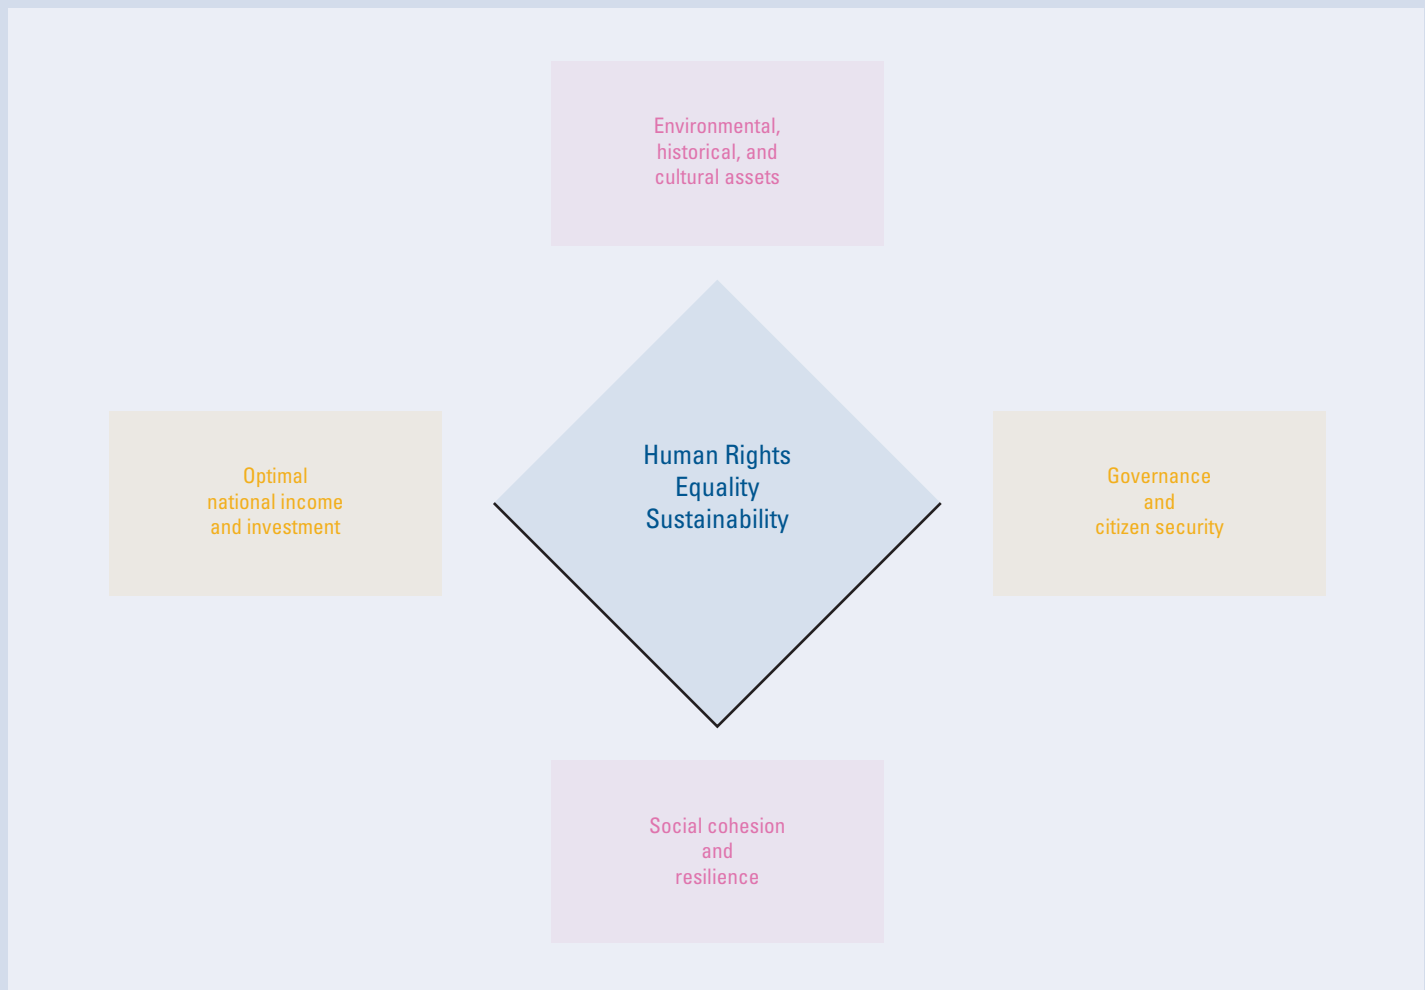 Environmental,
historical, and
cultural assets
Optimal
national income
and investment
Human Rights
Equality
Sustainability
Governance
and
citizen security
Social cohesion
and
resilience